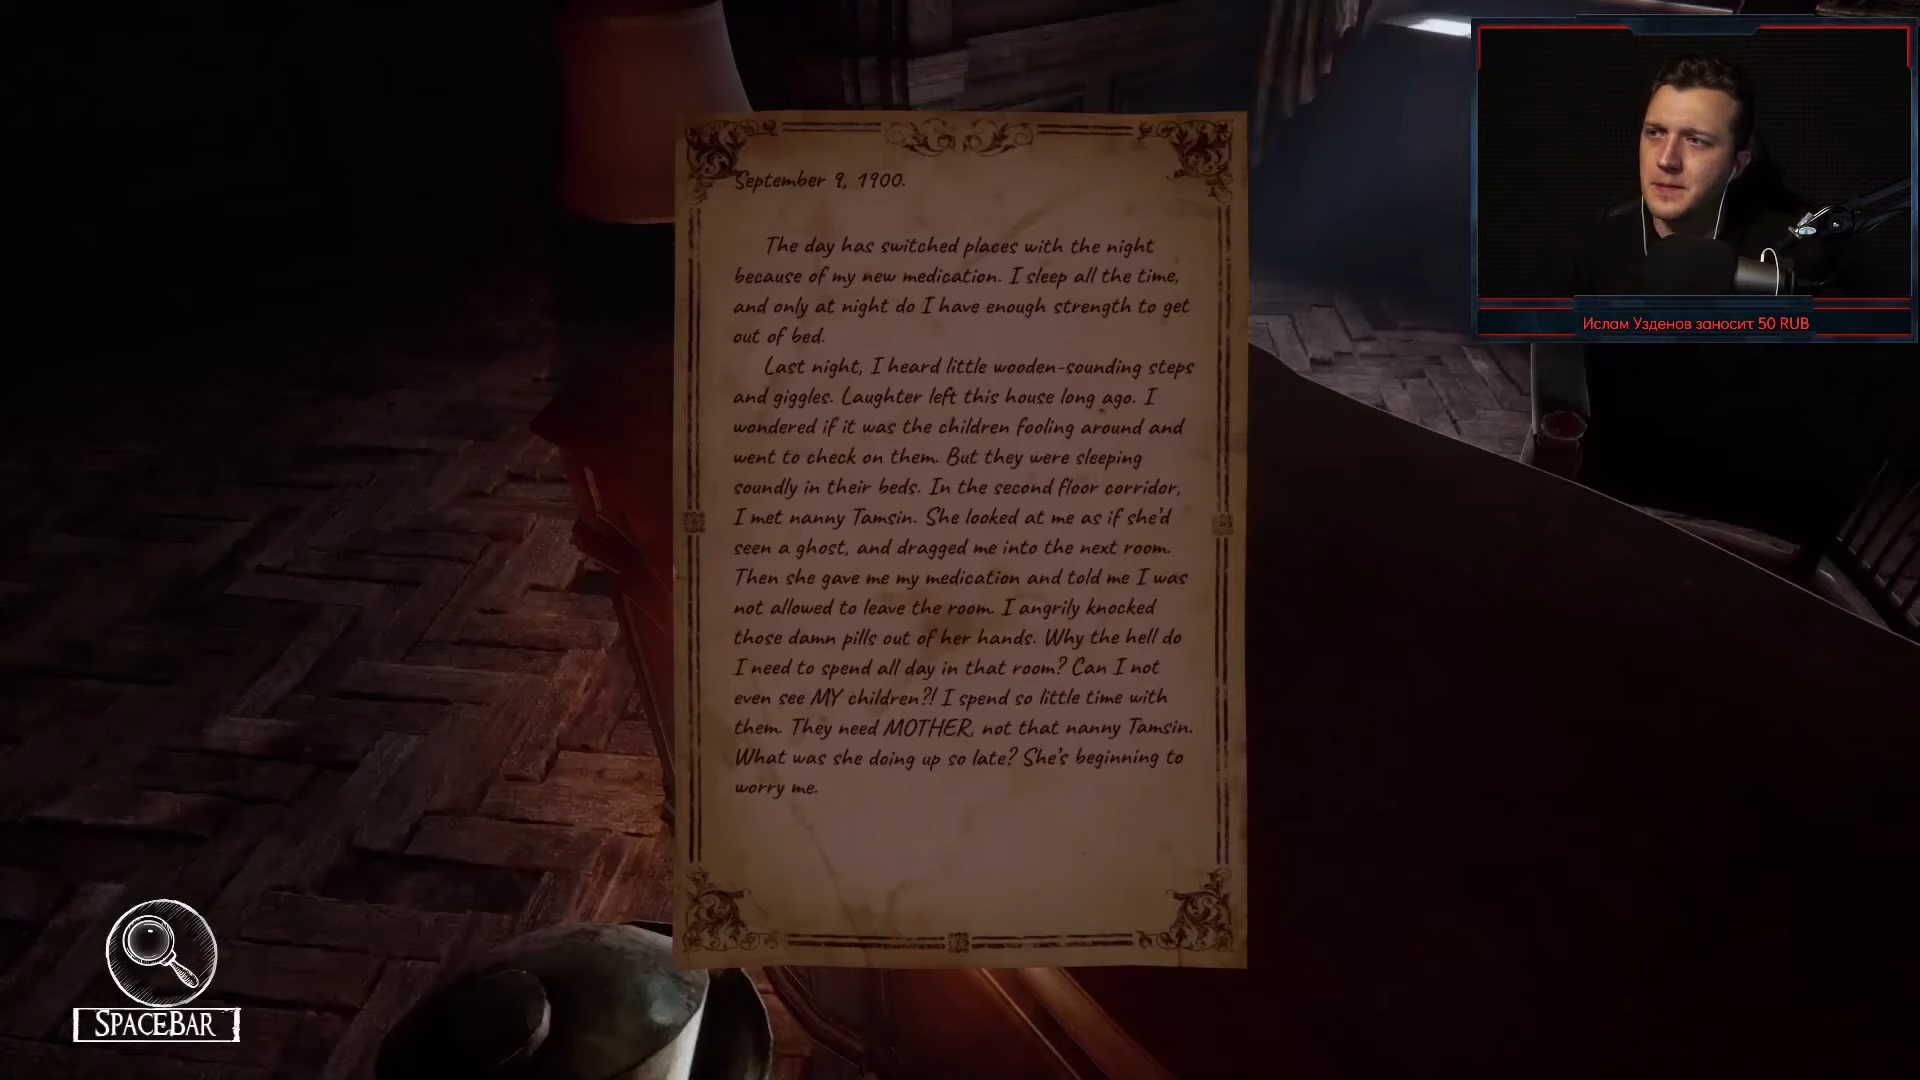 September 9, 1900.
The day has switched places with the night
because of my new medication. I sleep all the time,
and only at night do I have enough strength to get
out of bed.
Last night, I heard little wooden-sounding steps
and giggles. Laughter left this house long ago. I
wondered if it was the children fooling around and
went to check on them. But they were sleeping
soundly in their beds. In the second floor corridor,
I met nanny Tamsin. She looked at me as if she'd
seen a ghost, and dragged me into the next room.
Then she gave me my medication and told me I was
not allowed to leave the room. I angrily knocked
those damn pills out of her hands. Why the hell do
I need to spend all day in that room? Can I not
even see MY children?! I spend so little time with
them. They need MOTHER, not that nanny Tamsin.
What was she doing up so late? She's beginning to
worry me.
Ислам Узденов заносит 50 RUB
SPACEBAR